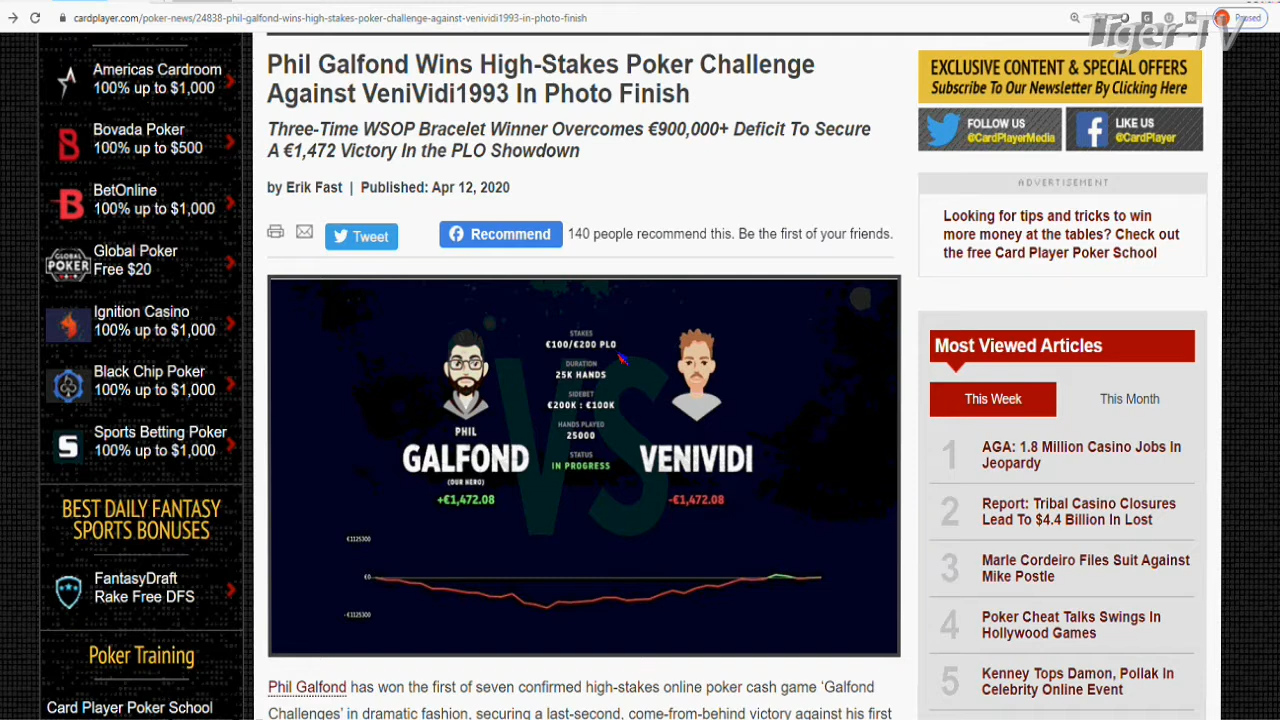 cardplayer.com/poker-news/24838-phil-galfond-wins-high-stakes-poker-challenge-against-venividi1993-in-photo-finish
Paused
Tiger-TV
Americas Cardroom
100% up to $1,000
Bovada Poker
100% up to $500
BetOnline
100% up to $1,000
GLOBAL POKER
Global Poker
Free $20
Ignition Casino
100% up to $1,000
Black Chip Poker
100% up to $1,000
Sports Betting Poker
100% up to $1,000
BEST DAILY FANTASY
SPORTS BONUSES
FantasyDraft
Rake Free DFS
Poker Training
Card Player Poker School
Phil Galfond Wins High-Stakes Poker Challenge
Against VeniVidi1993 In Photo Finish
Three-Time WSOP Bracelet Winner Overcomes €900,000+ Deficit To Secure
A €1,472 Victory In the PLO Showdown
by Erik Fast | Published: Apr 12, 2020
Tweet
Recommend
140 people recommend this. Be the first of your friends.
VS
STAKES
€100/€200 PLO
DURATION
25K HANDS
SIDEBET
€200K : €100K
HANDS PLAYED
25000
STATUS
IN PROGRESS
PHIL
GALFOND
(OUR HERO)
+€1,472.08
VENIVIDI
-€1,472.08
€1125300
€0
-€1125300
Phil Galfond has won the first of seven confirmed high-stakes online poker cash game ‘Galfond
Challenges’ in dramatic fashion, securing a last-second, come-from-behind victory against his first
EXCLUSIVE CONTENT & SPECIAL OFFERS
Subscribe To Our Newsletter By Clicking Here
FOLLOW US
@CardPlayerMedia
LIKE US
@CardPlayer
ADVERTISEMENT
Looking for tips and tricks to win
more money at the tables? Check out
the free Card Player Poker School
Most Viewed Articles
This Week
This Month
1 AGA: 1.8 Million Casino Jobs In
Jeopardy
2 Report: Tribal Casino Closures
Lead To $4.4 Billion In Lost
3 Marle Cordeiro Files Suit Against
Mike Postle
4 Poker Cheat Talks Swings In
Hollywood Games
5 Kenney Tops Damon, Pollak In
Celebrity Online Event